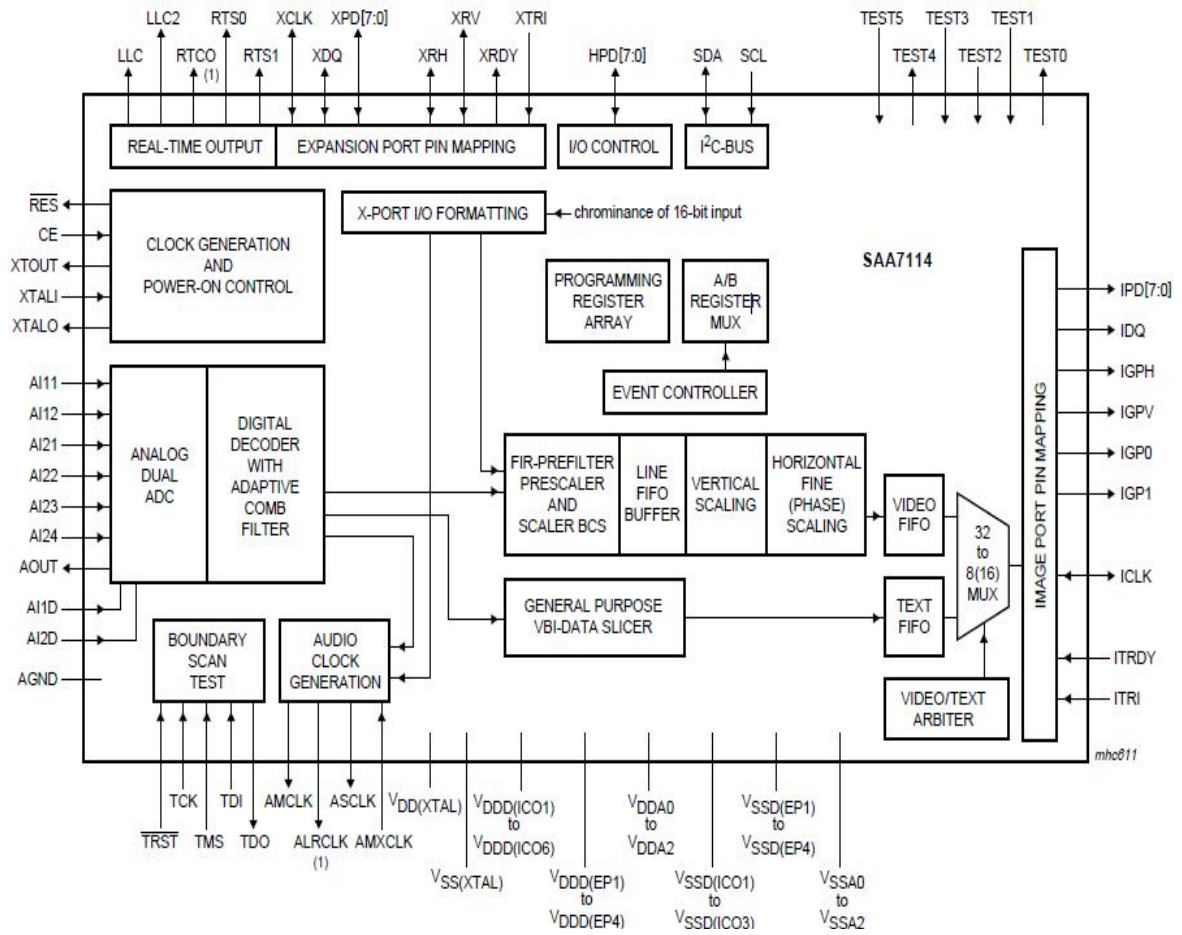 LLC2 RTS0 XCLK XPD[7:0] XRV XTRI TEST5 TEST3 TEST1
LLC RTCO RTS1 XDQ XRH XRDY HPD[7:0] SDA SCL TEST4 TEST2 TEST0
(1)
REAL-TIME OUTPUT
EXPANSION PORT PIN MAPPING
I/O CONTROL
I²C-BUS
RES
CE
XTOUT
XTALI
XTALO
CLOCK GENERATION
AND
POWER-ON CONTROL
X-PORT I/O FORMATTING
chrominance of 16-bit input
SAA7114
PROGRAMMING
REGISTER
ARRAY
A/B
REGISTER
MUX
EVENT CONTROLLER
AI11
AI12
AI21
AI22
AI23
AI24
AOUT
AI1D
AI2D
AGND
ANALOG
DUAL
ADC
DIGITAL
DECODER
WITH
ADAPTIVE
COMB
FILTER
FIR-PREFILTER
PRESCALER
AND
SCALER BCS
LINE
FIFO
BUFFER
VERTICAL
SCALING
HORIZONTAL
FINE
(PHASE)
SCALING
VIDEO
FIFO
32
to
8(16)
MUX
GENERAL PURPOSE
VBI-DATA SLICER
TEXT
FIFO
VIDEO/TEXT
ARBITER
IMAGE PORT PIN MAPPING
IPD[7:0]
IDQ
IGPH
IGPV
IGP0
IGP1
ICLK
ITRDY
ITRI
BOUNDARY
SCAN
TEST
AUDIO
CLOCK
GENERATION
mhc611
TCK TDI AMCLK ASCLK
TRST TMS TDO ALRCLK AMXCLK
(1)
VDD(XTAL)
VSS(XTAL)
VDDD(ICO1)
to
VDDD(ICO6)
VDDD(EP1)
to
VDDD(EP4)
VDDA0
to
VDDA2
VSSD(ICO1)
to
VSSD(ICO3)
VSSD(EP1)
to
VSSD(EP4)
VSSA0
to
VSSA2